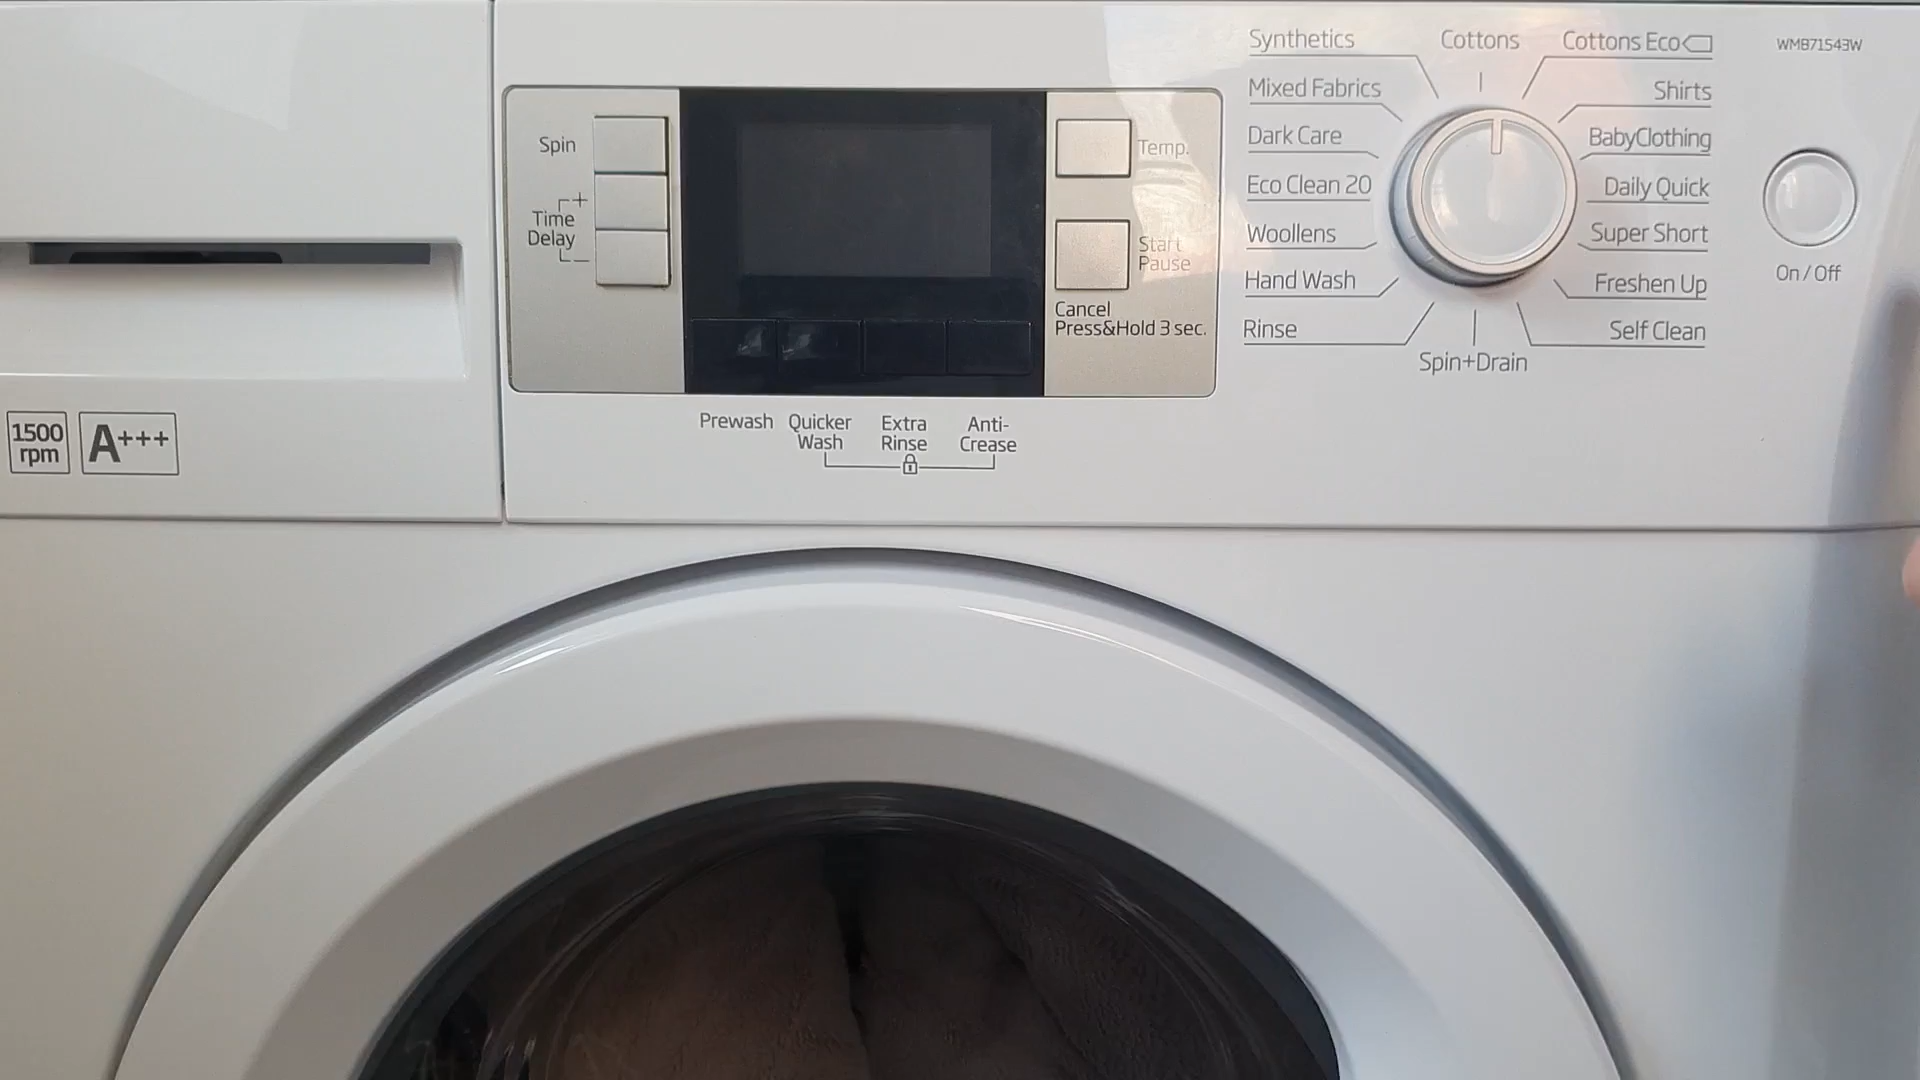 Synthetics
Cottons
Cottons Eco
WMB71543W
Mixed Fabrics
Shirts
Dark Care
BabyClothing
Eco Clean 20
Daily Quick
Woollens
Super Short
Hand Wash
Freshen Up
Rinse
Self Clean
Spin+Drain
On / Off
Spin
+
Time
Delay
-
Temp.
Start
Pause
Cancel
Press&Hold 3 sec.
Prewash
Quicker
Wash
Extra
Rinse
Anti-
Crease
1500
rpm
A+++